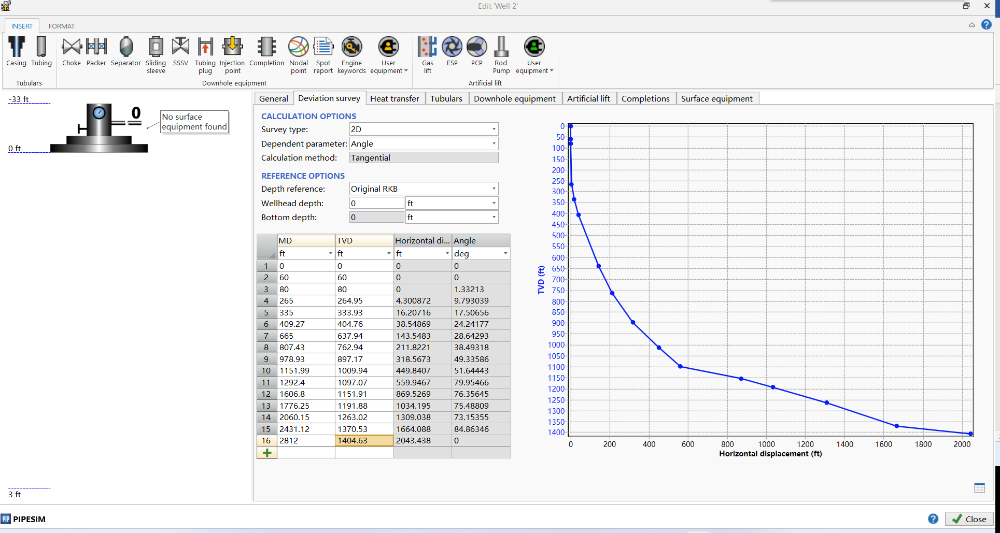 Edit 'Well 2'
INSERT FORMAT
Casing Tubing Choke Packer Separator Sliding sleeve SSSV Tubing plug Injection point Completion Nodal point Spot report Engine keywords User equipment Gas lift ESP PCP Rod Pump User equipment
Tubulars Downhole equipment Artificial lift
-33 ft
0
No surface
equipment found
0 ft
3 ft
General Deviation survey Heat transfer Tubulars Downhole equipment Artificial lift Completions Surface equipment
CALCULATION OPTIONS
Survey type: 2D
Dependent parameter: Angle
Calculation method: Tangential
REFERENCE OPTIONS
Depth reference: Original RKB
Wellhead depth: 0 ft
Bottom depth: 0 ft
MD TVD Horizontal di... Angle
ft ft ft deg
1 0 0 0 0
2 60 60 0 0
3 80 80 0 1.33213
4 265 264.95 4.300872 9.793039
5 335 333.93 16.20716 17.50656
6 409.27 404.76 38.54869 24.24177
7 665 637.94 143.5483 28.64293
8 807.43 762.94 211.8221 38.49318
9 978.93 897.17 318.5673 49.33586
10 1151.99 1009.94 449.8407 51.64443
11 1292.4 1097.07 559.9467 79.95466
12 1606.8 1151.91 869.5269 76.35645
13 1776.25 1191.88 1034.195 75.48809
14 2060.15 1263.02 1309.038 73.15355
15 2431.12 1370.53 1664.088 84.86346
16 2812 1404.63 2043.438 0
TVD (ft)
0
50
100
150
200
250
300
350
400
450
500
550
600
650
700
750
800
850
900
950
1000
1050
1100
1150
1200
1250
1300
1350
1400
0 200 400 600 800 1000 1200 1400 1600 1800 2000
Horizontal displacement (ft)
PIP PIPESIM
? Close